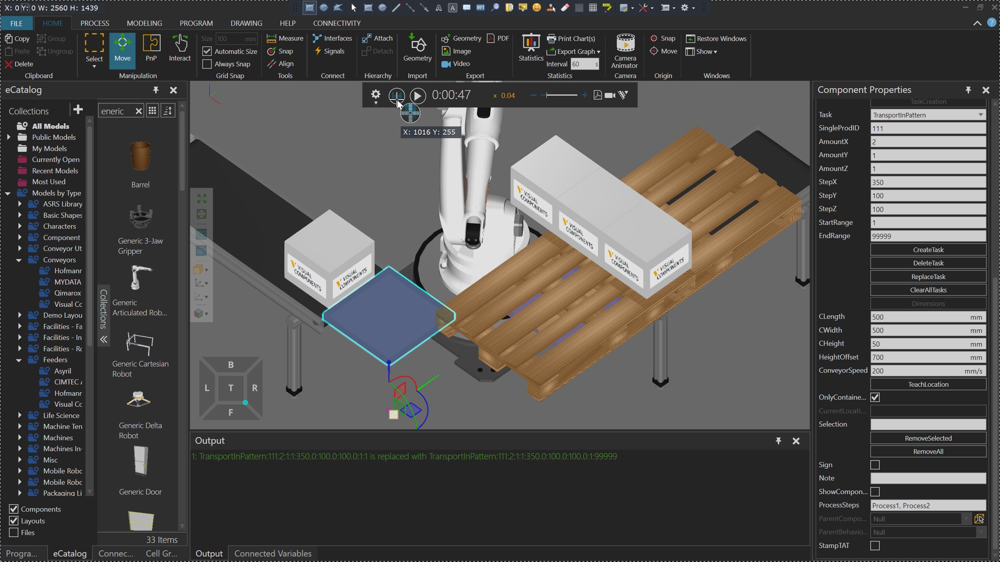 X: 0 Y: 0 W: 2560 H: 1439
FILE
HOME
PROCESS
MODELING
PROGRAM
DRAWING
HELP
CONNECTIVITY
Copy
Group
Paste
Ungroup
Delete
Clipboard
Select
Move
PnP
Interact
Manipulation
Size 100 mm
Automatic Size
Always Snap
Grid Snap
Measure
Snap
Align
Tools
Interfaces
Signals
Connect
Attach
Detach
Hierarchy
Geometry
Import
Geometry
PDF
Image
Video
Export
Statistics
Print Chart(s)
Export Graph
Interval 60 s
Statistics
Camera
Animator
Camera
Snap
Move
Origin
Restore Windows
Show
Windows
eCatalog
Collections
eneric
All Models
Public Models
My Models
Currently Open
Recent Models
Most Used
Models by Type
ASRS Library
Basic Shapes
Characters
Component
Conveyor Ut
Conveyors
Hofmanr
MYDATA
Qimarox
Visual Co
Demo Layou
Facilities - Fa
Facilities - In
Facilities - Ro
Feeders
Asyril
CIMTEC A
Hofmanr
Visual Co
Life Science
Machine Ten
Machines
Machines In-
Misc
Mobile Robo
Mobile Robo
Packaging Li
Components
Layouts
Files
Collections
Barrel
Generic 3-Jaw
Gripper
Generic
Articulated Rob...
Generic Cartesian
Robot
Generic Delta
Robot
Generic Door
33 Items
Progra...
eCatalog
Connec...
Cell Gr...
0:00:47
x 0.04
X: 1016 Y: 255
VISUAL
COMPONENTS
VISUAL
COMPONENTS
VISUAL
COMPONENTS
VISUAL
COMPONENTS
VISUAL
COMPONENTS
VISUAL
COMPONENTS
B
L
T
R
F
Output
1: TransportInPattern:111:2:1:1:350.0:100.0:100.0:1:1 is replaced with TransportInPattern:111:2:1:1:350.0:100.0:100.0:1:99999
Output
Connected Variables
Component Properties
TaskCreation
Task TransportInPattern
SingleProdID 111
AmountX 2
AmountY 1
AmountZ 1
StepX 350
StepY 100
StepZ 100
StartRange 1
EndRange 99999
CreateTask
DeleteTask
ReplaceTask
ClearAllTasks
Dimensions
CLength 500 mm
CWidth 500 mm
CHeight 50 mm
HeightOffset 700 mm
ConveyorSpeed 200 mm/s
TeachLocation
OnlyContaine...
CurrentLocati...
Selection
RemoveSelected
RemoveAll
Sign
Note
ShowCompon...
ProcessSteps Process1, Process2
ParentCompo... Null
ParentBehavio... Null
StampTAT